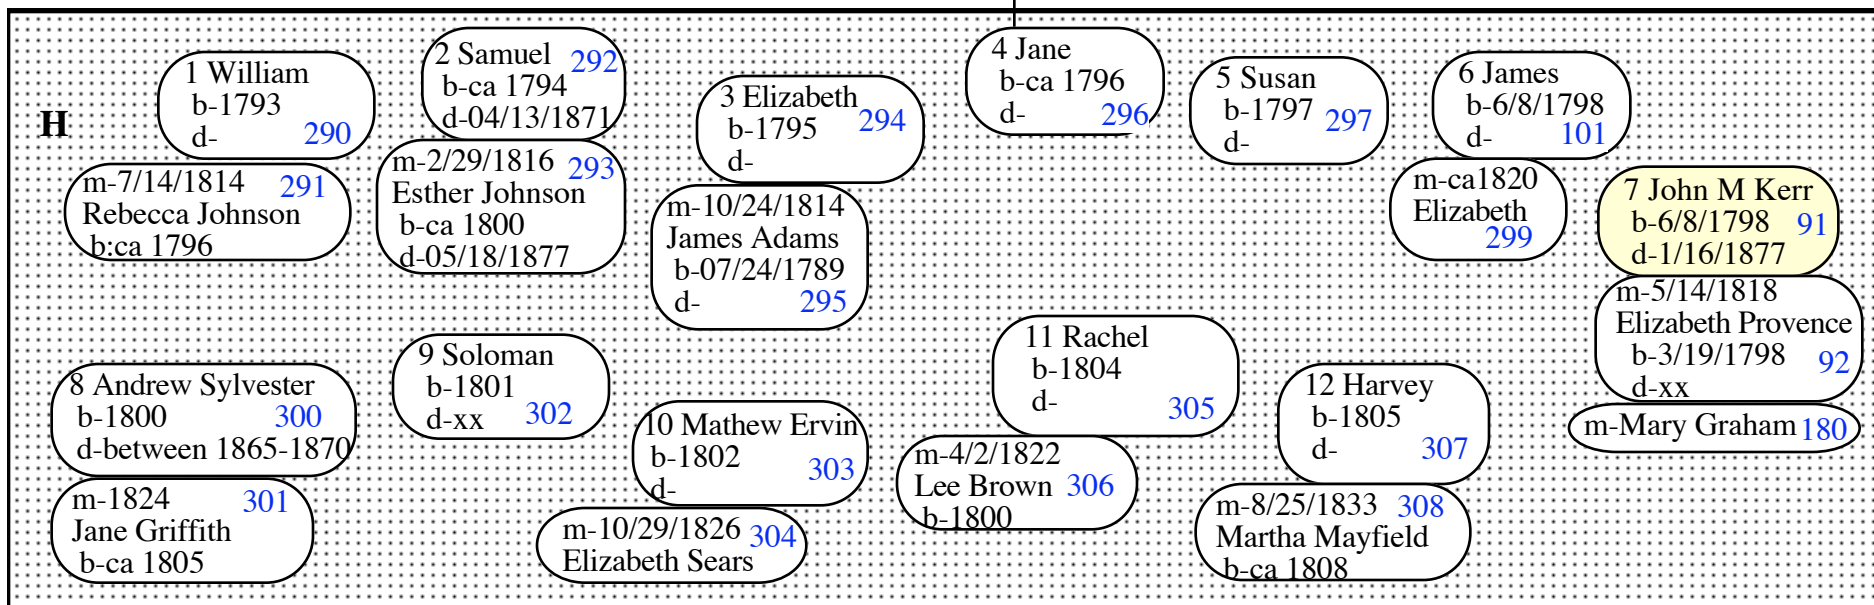 H
1 William
b-1793
d- 290
m-7/14/1814 291
Rebecca Johnson
b:ca 1796
2 Samuel 292
b-ca 1794
d-04/13/1871
m-2/29/1816 293
Esther Johnson
b-ca 1800
d-05/18/1877
3 Elizabeth
b-1795 294
d-
m-10/24/1814
James Adams
b-07/24/1789
d- 295
4 Jane
b-ca 1796
d- 296
5 Susan
b-1797 297
d-
6 James
b-6/8/1798
d- 101
m-ca1820
Elizabeth
299
7 John M Kerr
b-6/8/1798 91
d-1/16/1877
m-5/14/1818
Elizabeth Provence
b-3/19/1798 92
d-xx
m-Mary Graham 180
8 Andrew Sylvester
b-1800 300
d-between 1865-1870
m-1824 301
Jane Griffith
b-ca 1805
9 Soloman
b-1801
d-xx 302
10 Mathew Ervin
b-1802 303
d-
m-10/29/1826 304
Elizabeth Sears
11 Rachel
b-1804
d- 305
m-4/2/1822
Lee Brown 306
b-1800
12 Harvey
b-1805
d- 307
m-8/25/1833 308
Martha Mayfield
b-ca 1808